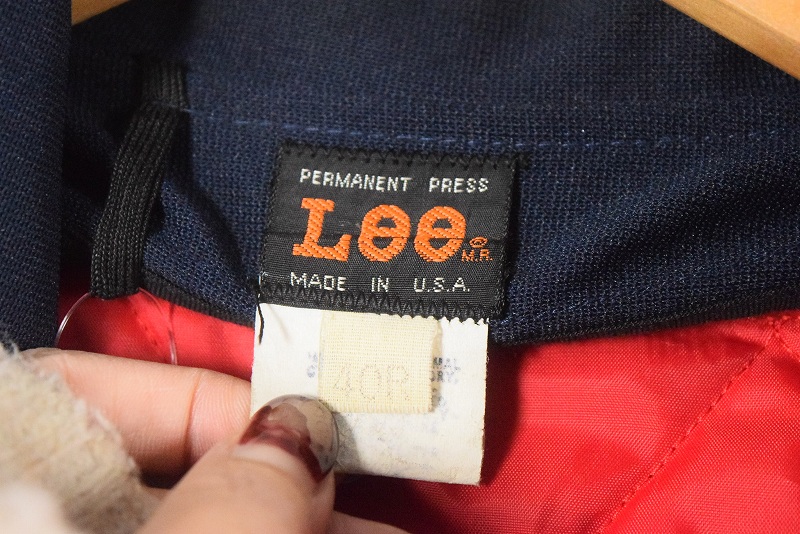 PERMANENT PRESS
Lee
M.R.
MADE IN U.S.A.
40R